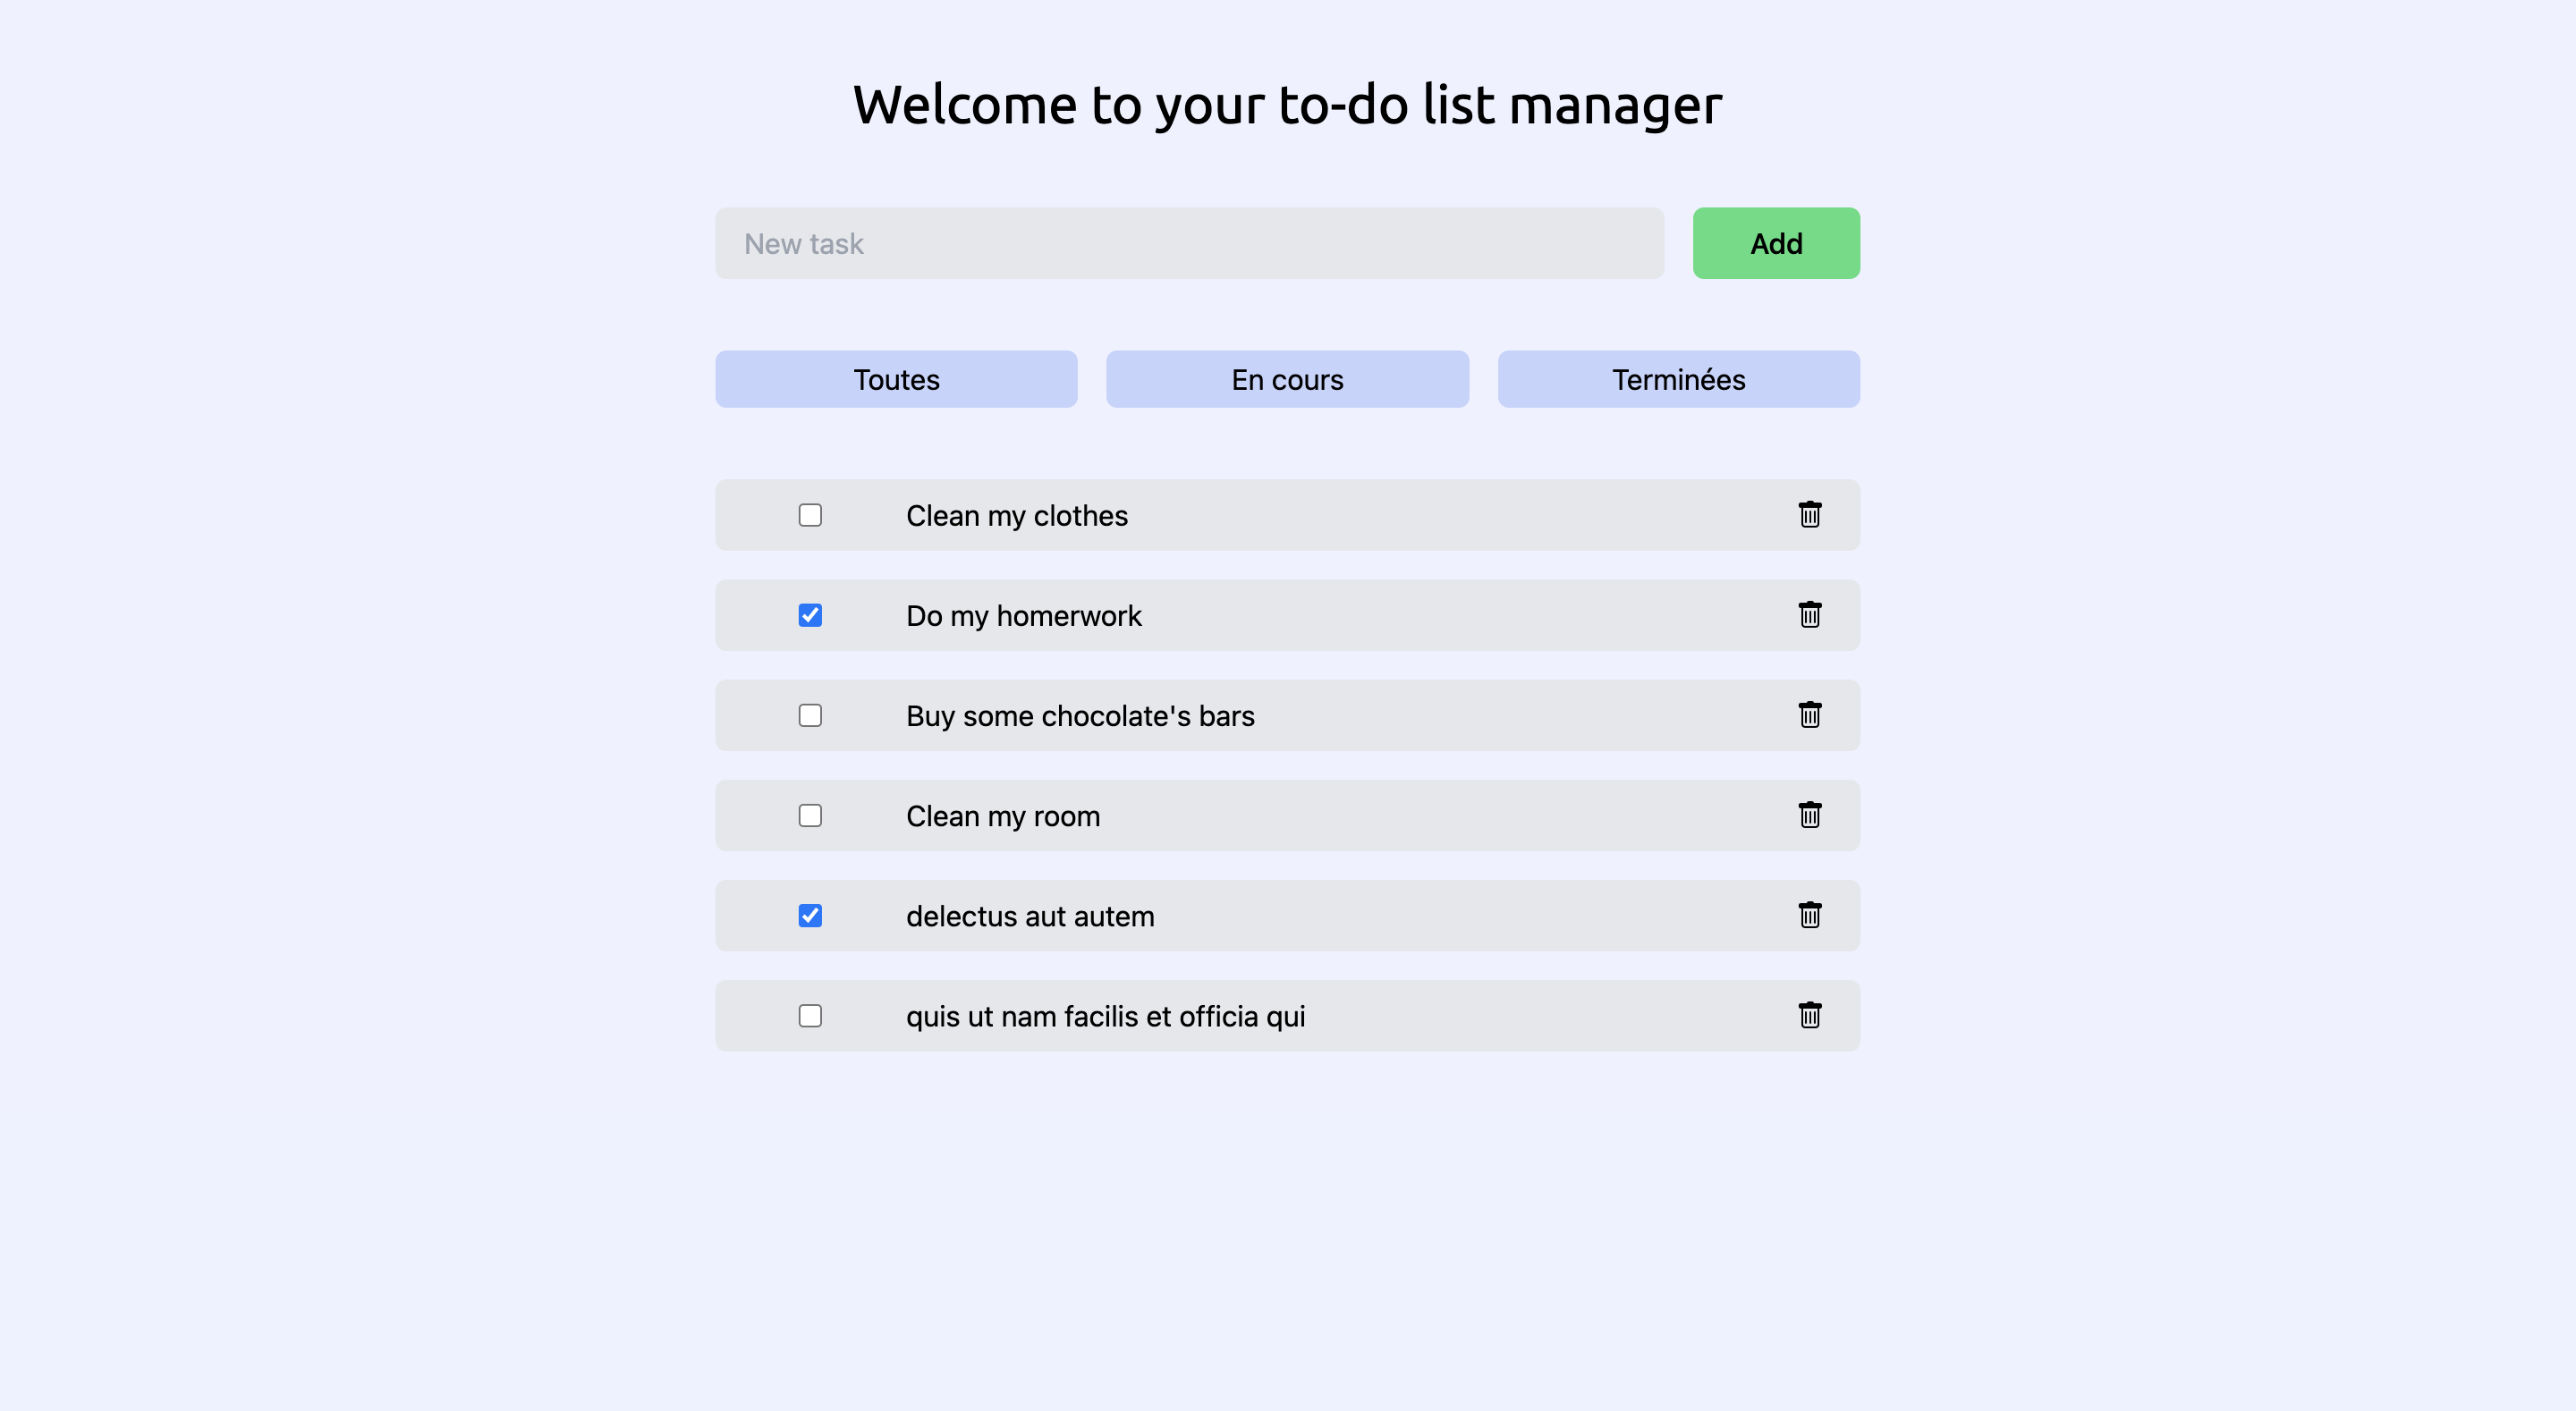 Welcome to your to-do list manager
New task
Add
Toutes
En cours
Terminées
Clean my clothes
Do my homerwork
Buy some chocolate's bars
Clean my room
delectus aut autem
quis ut nam facilis et officia qui